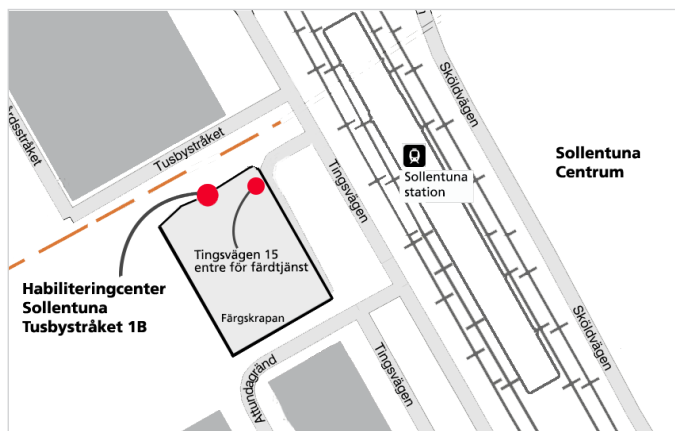 Sköldvägen
Tusbystråket
Tingsvägen
Sollentuna
station
Sollentuna
Centrum
Tingsvägen 15
entre för färdtjänst
Habiliteringcenter
Sollentuna
Tusbystråket 1B
Färgskrapan
Sköldvägen
Tingsvägen
Attundagränd